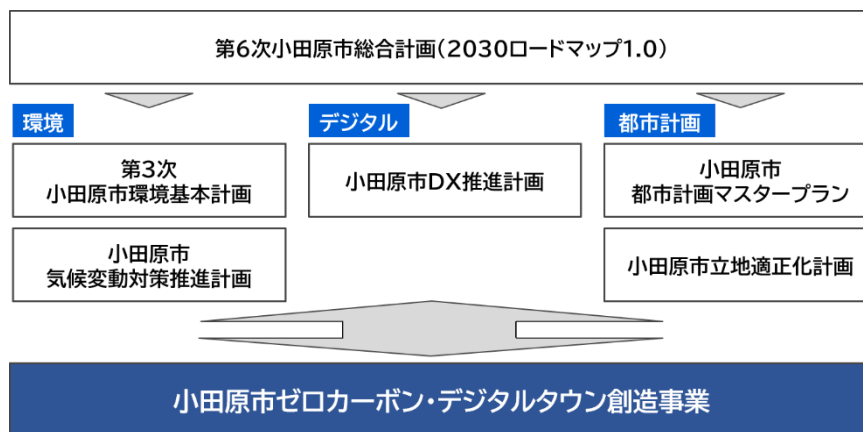 第6次小田原市総合計画(2030ロードマップ1.0)
環境
第3次
小田原市環境基本計画
小田原市
気候変動対策推進計画
デジタル
小田原市DX推進計画
都市計画
小田原市
都市計画マスタープラン
小田原市立地適正化計画
小田原市ゼロカーボン・デジタルタウン創造事業